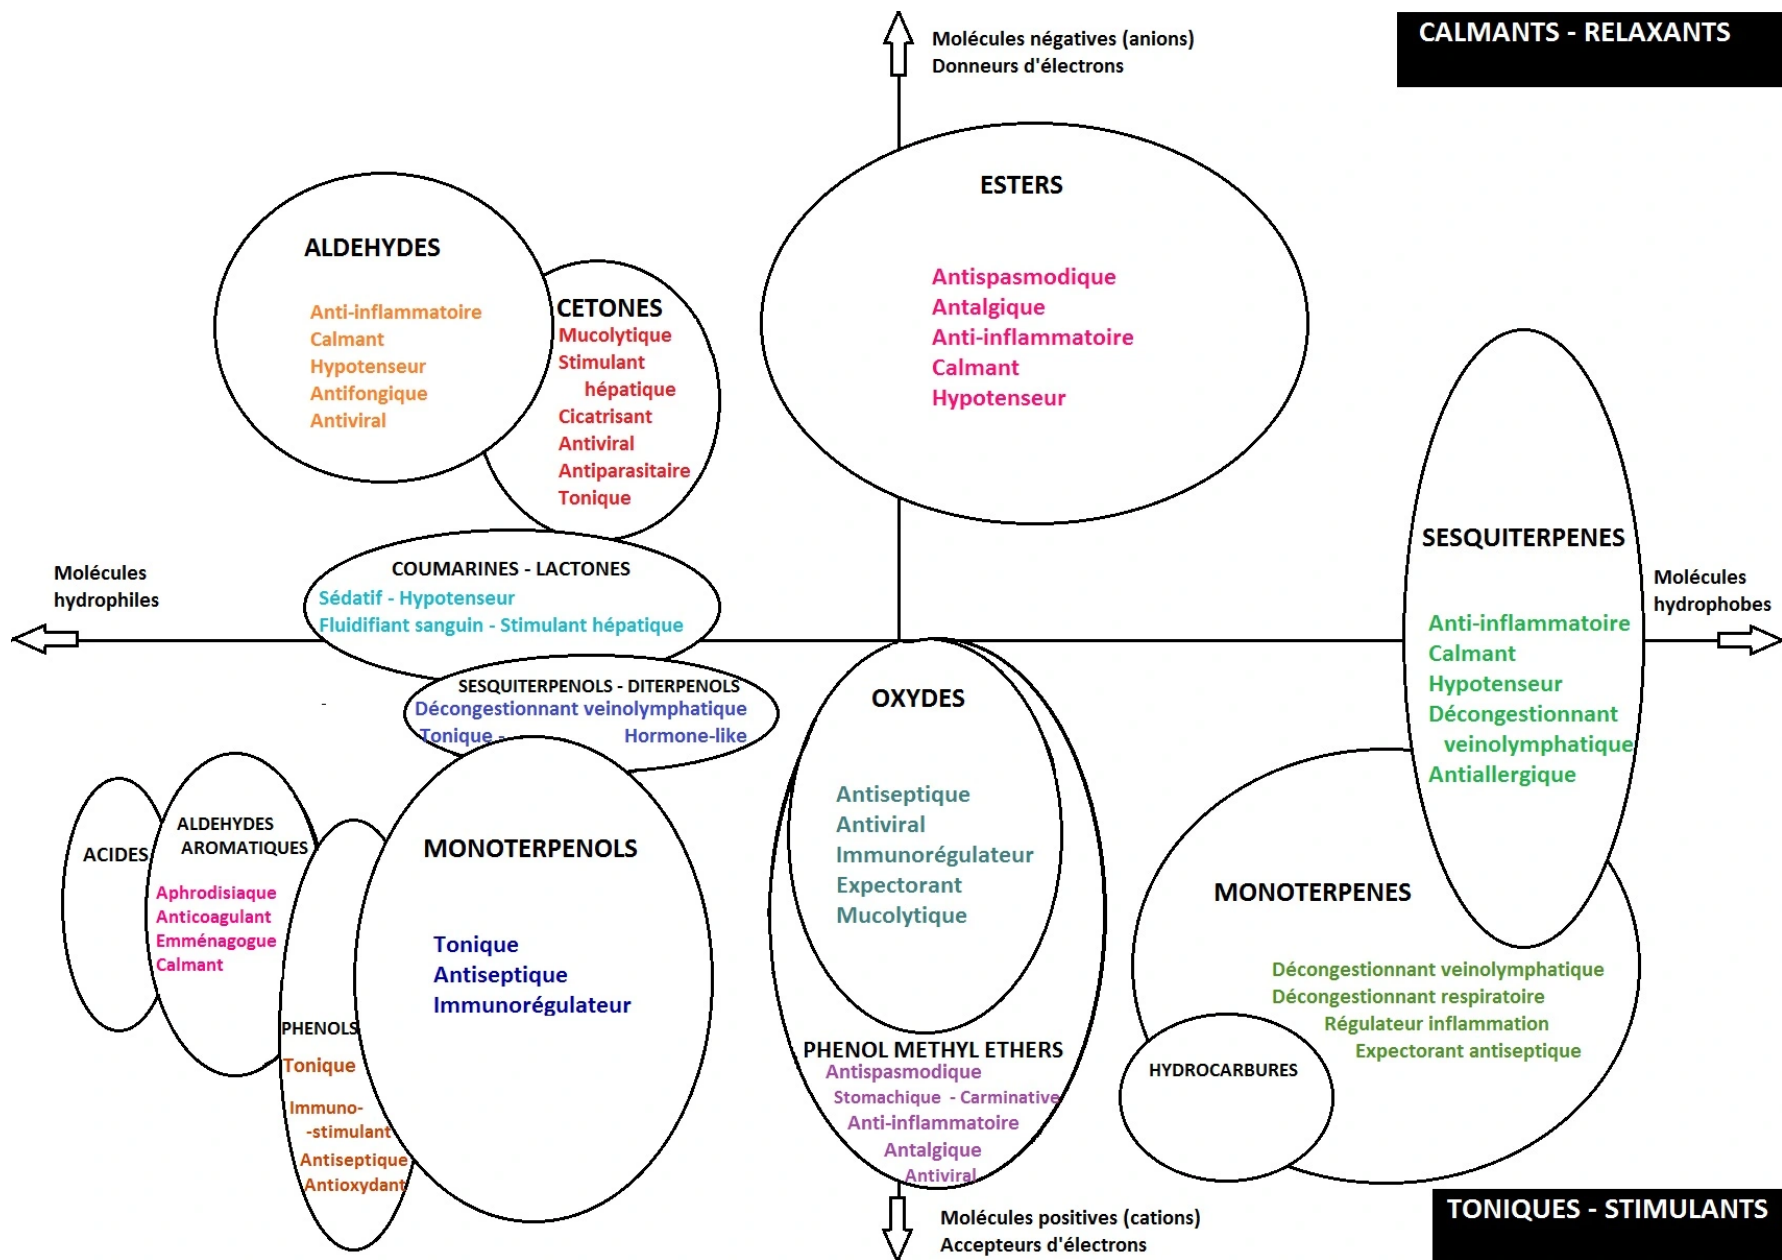 CALMANTS - RELAXANTS
Molécules négatives (anions)
Donneurs d'électrons
ESTERS
Antispasmodique
Antalgique
Anti-inflammatoire
Calmant
Hypotenseur
ALDEHYDES
Anti-inflammatoire
Calmant
Hypotenseur
Antifongique
Antiviral
CETONES
Mucolytique
Stimulant
hépatique
Cicatrisant
Antiviral
Antiparasitaire
Tonique
COUMARINES - LACTONES
Sédatif - Hypotenseur
Fluidifiant sanguin - Stimulant hépatique
Molécules
hydrophiles
SESQUITERPENES
Anti-inflammatoire
Calmant
Hypotenseur
Décongestionnant
veinolymphatique
Antiallergique
Molécules
hydrophobes
SESQUITERPENOLS - DITERPENOLS
Décongestionnant veinolymphatique
Tonique - Hormone-like
-
OXYDES
Antiseptique
Antiviral
Immunorégulateur
Expectorant
Mucolytique
ACIDES
ALDEHYDES
AROMATIQUES
Aphrodisiaque
Anticoagulant
Emménagogue
Calmant
MONOTERPENOLS
Tonique
Antiseptique
Immunorégulateur
PHENOLS
Tonique
Immuno-
-stimulant
Antiseptique
Antioxydant
PHENOL METHYL ETHERS
Antispasmodique
Stomachique - Carminative
Anti-inflammatoire
Antalgique
Antiviral
MONOTERPENES
Décongestionnant veinolymphatique
Décongestionnant respiratoire
Régulateur inflammation
Expectorant antiseptique
HYDROCARBURES
Molécules positives (cations)
Accepteurs d'électrons
TONIQUES - STIMULANTS